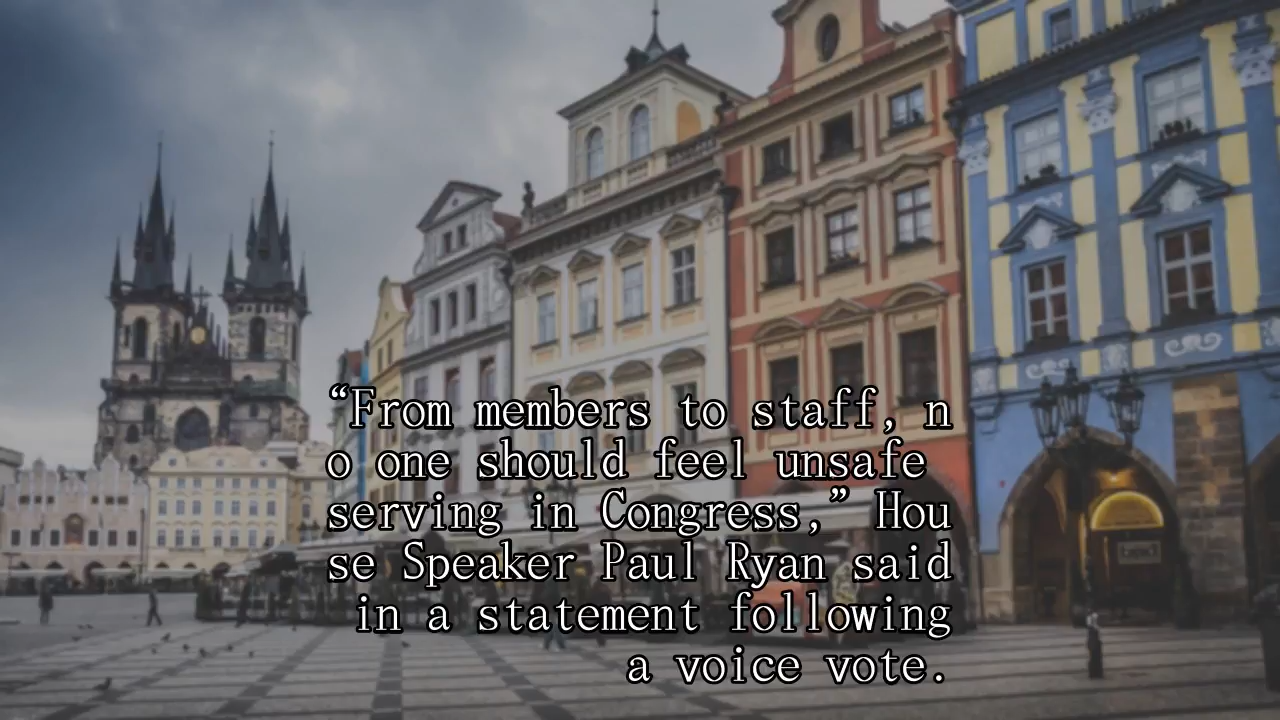 “From members to staff, n
o one should feel unsafe
serving in Congress,” Hou
se Speaker Paul Ryan said
in a statement following
a voice vote.